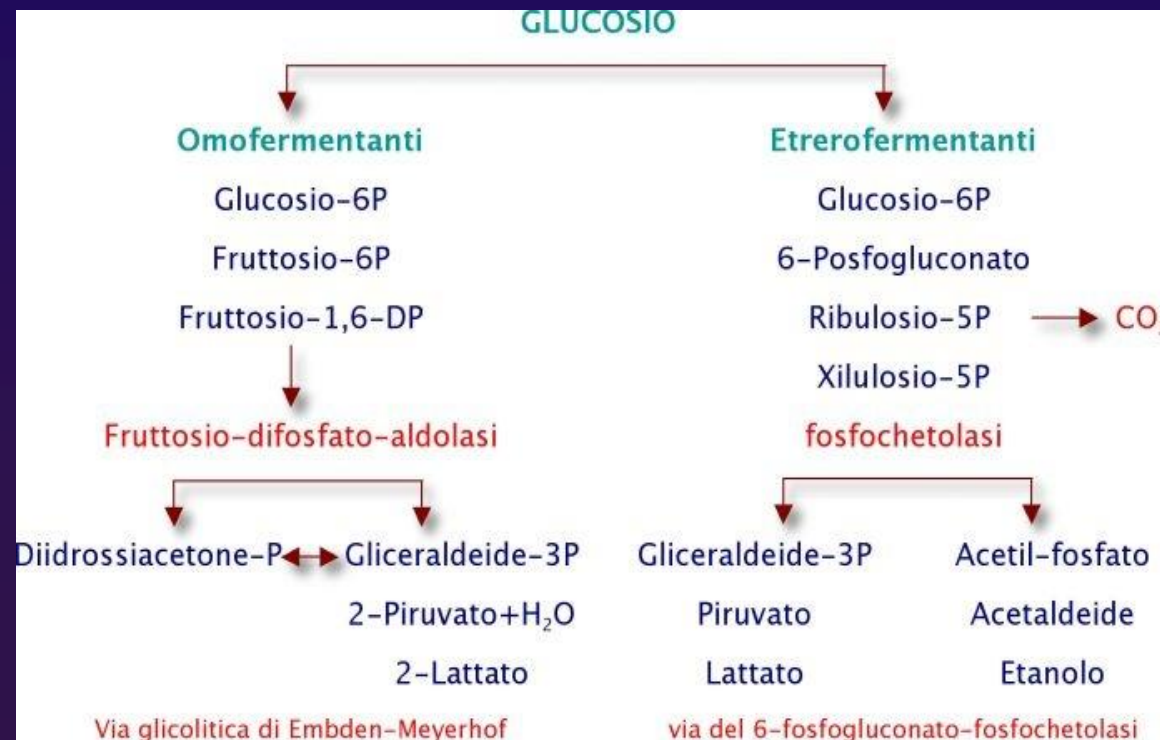 GLUCOSIO
Omofermentanti
Etrerofermentanti
Glucosio-6P
Glucosio-6P
Fruttosio-6P
6-Posfogluconato
Fruttosio-1,6-DP
Ribulosio-5P
CO₂
Xilulosio-5P
Fruttosio-difosfato-aldolasi
fosfochetolasi
Diidrossiacetone-P
Gliceraldeide-3P
Gliceraldeide-3P
Acetil-fosfato
2-Piruvato+H₂O
Piruvato
Acetaldeide
2-Lattato
Lattato
Etanolo
Via glicolitica di Embden-Meyerhof
via del 6-fosfogluconato-fosfochetolasi